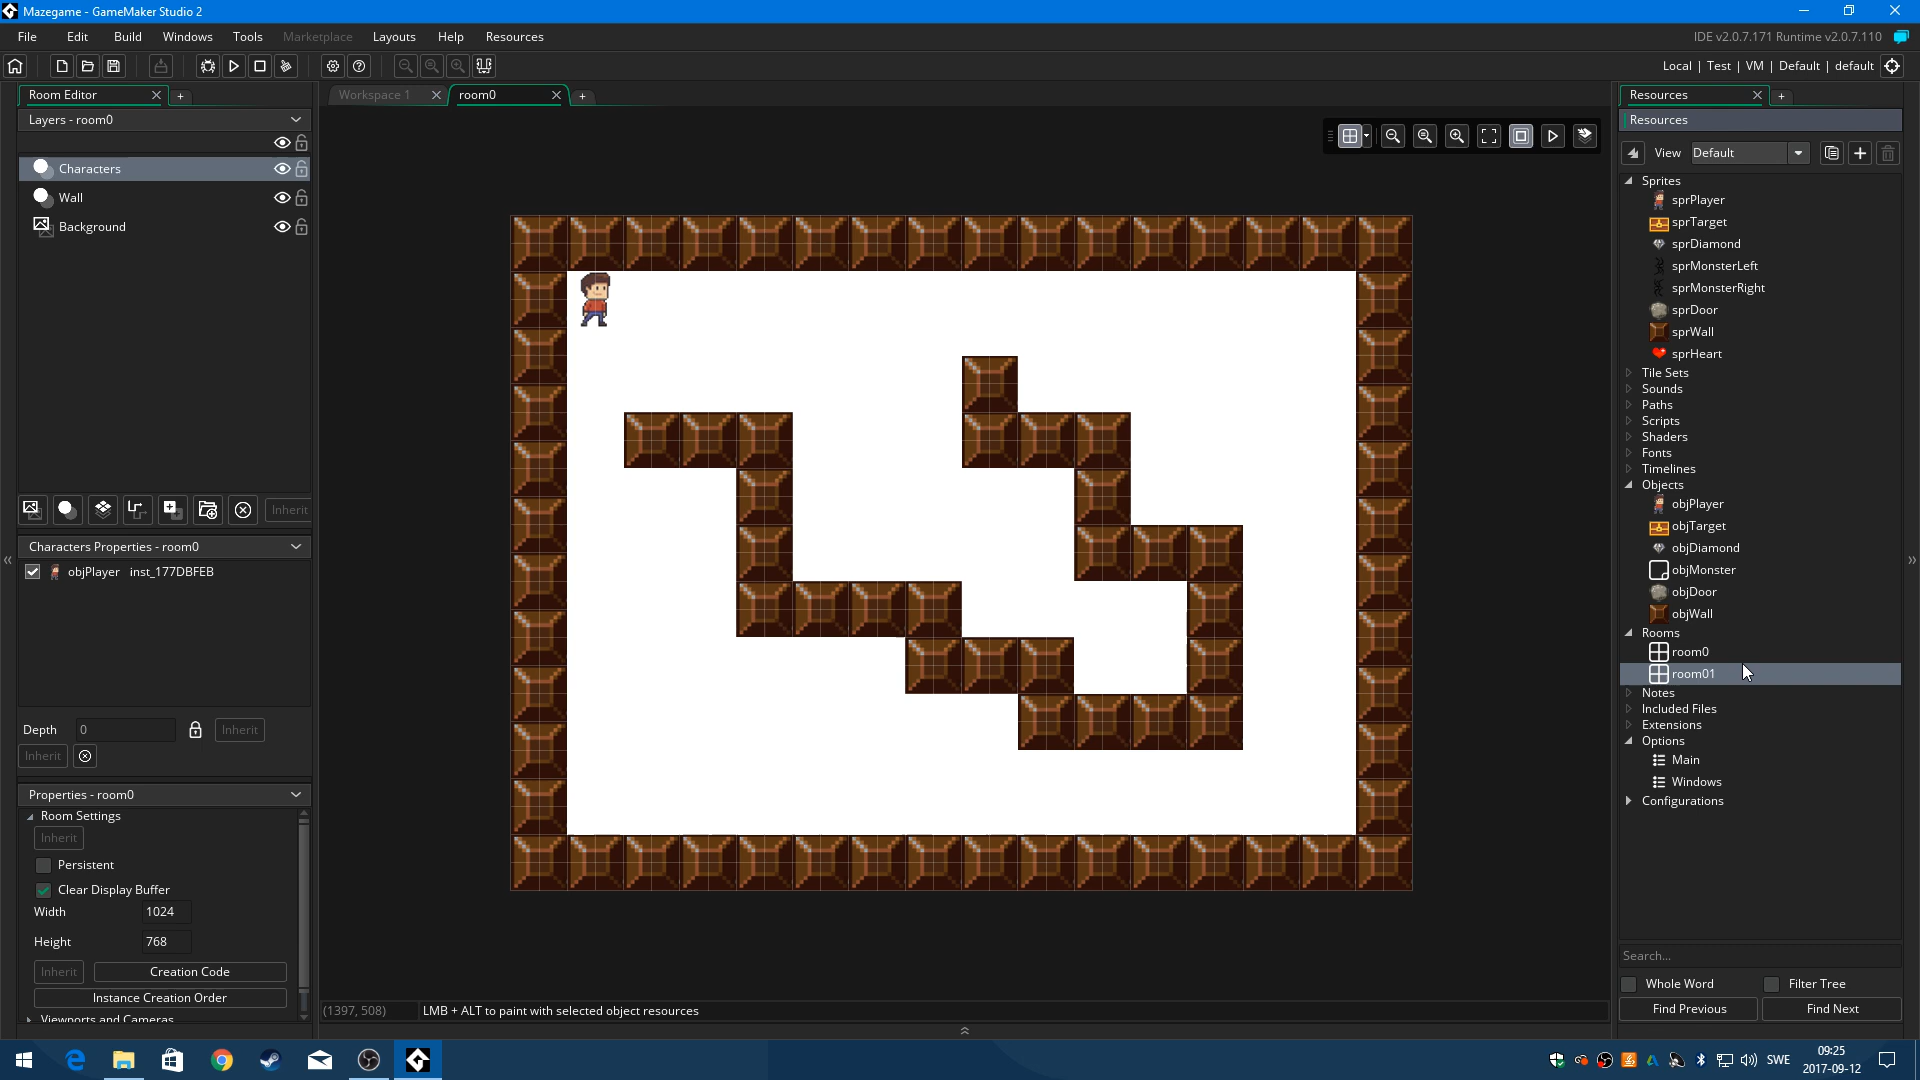 Mazegame - GameMaker Studio 2
File Edit Build Windows Tools Marketplace Layouts Help Resources
IDE v2.0.7.171 Runtime v2.0.7.110
Local | Test | VM | Default | default
Room Editor
Workspace 1
room0
Resources
Layers - room0
Resources
View Default
Characters
Wall
Background
Sprites
sprPlayer
sprTarget
sprDiamond
sprMonsterLeft
sprMonsterRight
sprDoor
sprWall
sprHeart
Tile Sets
Sounds
Paths
Scripts
Shaders
Fonts
Timelines
Objects
objPlayer
objTarget
objDiamond
objMonster
objDoor
objWall
Rooms
room0
room01
Notes
Included Files
Extensions
Options
Main
Windows
Configurations
Inherit
Characters Properties - room0
objPlayer inst_177DBFEB
Depth 0 Inherit
Inherit
Properties - room0
Room Settings
Inherit
Persistent
Clear Display Buffer
Width 1024
Height 768
Inherit Creation Code
Instance Creation Order
Viewports and Cameras
(1397, 508) LMB + ALT to paint with selected object resources
Search...
Whole Word Filter Tree
Find Previous Find Next
SWE
09:25
2017-09-12